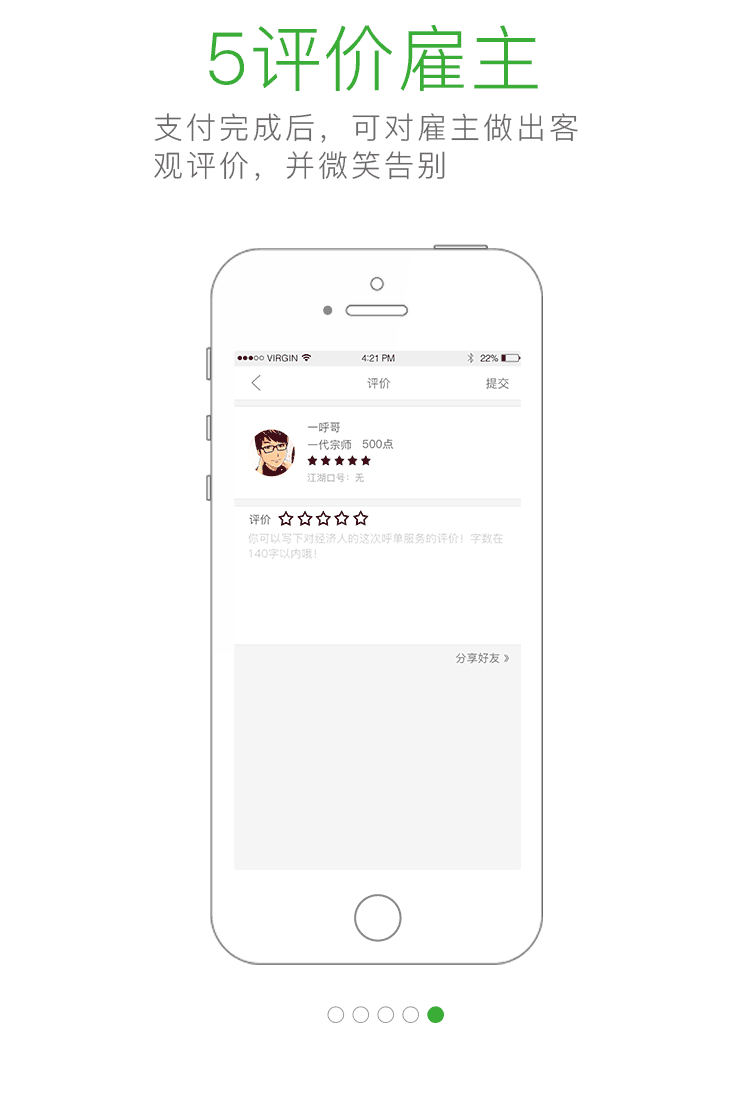 5评价雇主
支付完成后，可对雇主做出客
观评价，并微笑告别
VIRGIN 4:21 PM 22%
评价 提交
一呼哥
一代宗师 500点
江湖口号：无
评价
你可以写下对经济人的这次呼单服务的评价！字数在
140字以内哦！
分享好友 》